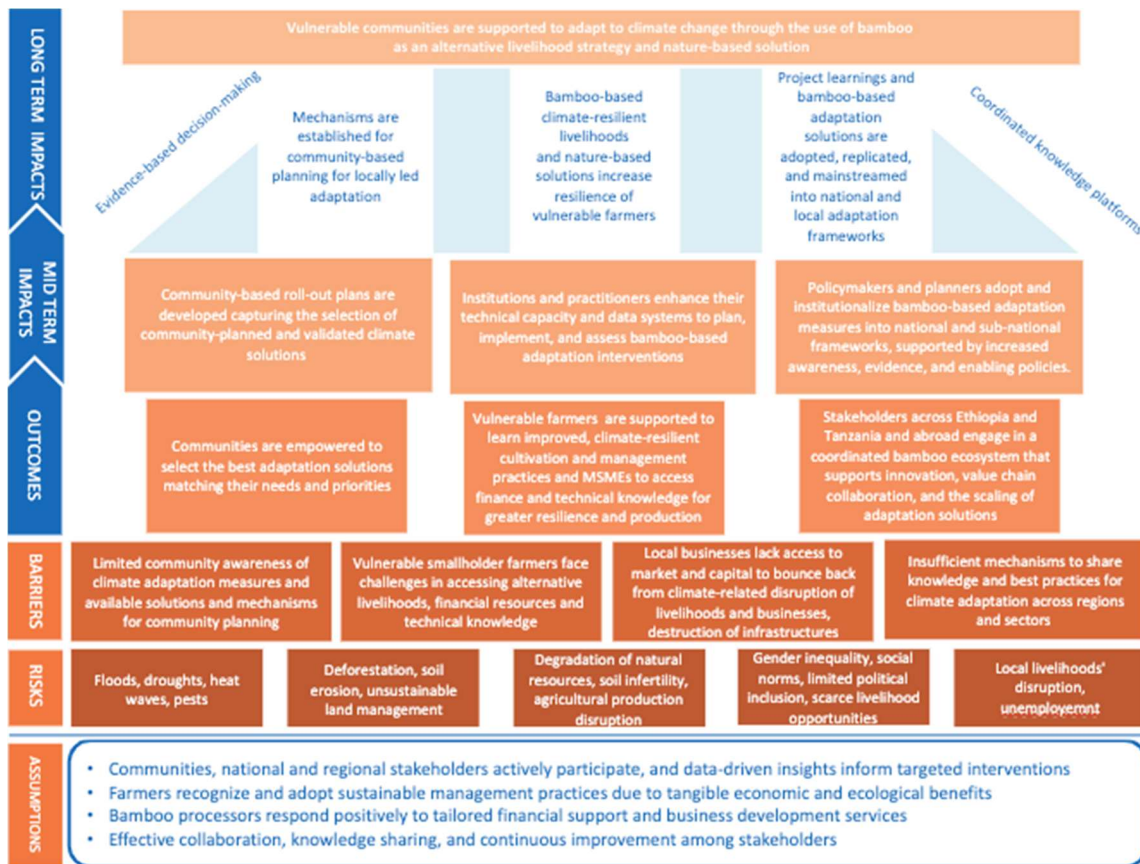 LONG TERM IMPACTS
Vulnerable communities are supported to adapt to climate change through the use of bamboo
as an alternative livelihood strategy and nature-based solution
Evidence-based decision-making
Mechanisms are
established for
community-based
planning for locally led
adaptation
Bamboo-based
climate-resilient
livelihoods
and nature-based
solutions increase
resilience of
vulnerable farmers
Project learnings and
bamboo-based
adaptation
solutions are
adopted, replicated,
and mainstreamed
into national and
local adaptation
frameworks
Coordinated knowledge platforms
MID TERM
IMPACTS
Community-based roll-out plans are
developed capturing the selection of
community-planned and validated climate
solutions
Institutions and practitioners enhance their
technical capacity and data systems to plan,
implement, and assess bamboo-based
adaptation interventions
Policymakers and planners adopt and
institutionalize bamboo-based adaptation
measures into national and sub-national
frameworks, supported by increased
awareness, evidence, and enabling policies.
OUTCOMES
Communities are empowered to
select the best adaptation solutions
matching their needs and priorities
Vulnerable farmers are supported to
learn improved, climate-resilient
cultivation and management
practices and MSMEs to access
finance and technical knowledge for
greater resilience and production
Stakeholders across Ethiopia and
Tanzania and abroad engage in a
coordinated bamboo ecosystem that
supports innovation, value chain
collaboration, and the scaling of
adaptation solutions
BARRIERS
Limited community awareness of
climate adaptation measures and
available solutions and mechanisms
for community planning
Vulnerable smallholder farmers face
challenges in accessing alternative
livelihoods, financial resources and
technical knowledge
Local businesses lack access to
market and capital to bounce back
from climate-related disruption of
livelihoods and businesses,
destruction of infrastructures
Insufficient mechanisms to share
knowledge and best practices for
climate adaptation across regions
and sectors
RISKS
Floods, droughts, heat
waves, pests
Deforestation, soil
erosion, unsustainable
land management
Degradation of natural
resources, soil infertility,
agricultural production
disruption
Gender inequality, social
norms, limited political
inclusion, scarce livelihood
opportunities
Local livelihoods'
disruption,
unemployemnt
ASSUMPTIONS
• Communities, national and regional stakeholders actively participate, and data-driven insights inform targeted interventions
• Farmers recognize and adopt sustainable management practices due to tangible economic and ecological benefits
• Bamboo processors respond positively to tailored financial support and business development services
• Effective collaboration, knowledge sharing, and continuous improvement among stakeholders